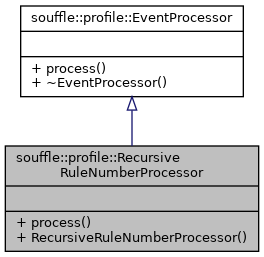 souffle::profile::EventProcessor
+ process()
+ ~EventProcessor()
souffle::profile::Recursive
RuleNumberProcessor
+ process()
+ RecursiveRuleNumberProcessor()